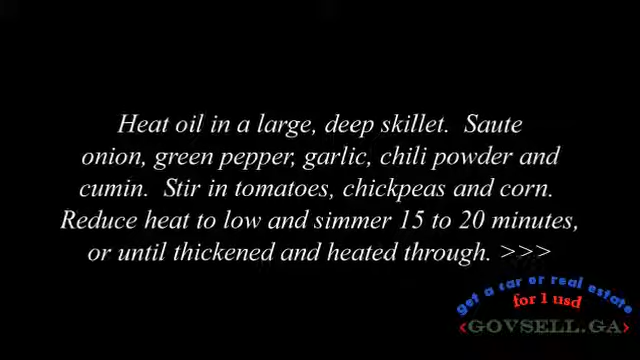 Heat oil in a large, deep skillet.  Saute
onion, green pepper, garlic, chili powder and
cumin.  Stir in tomatoes, chickpeas and corn.
Reduce heat to low and simmer 15 to 20 minutes,
or until thickened and heated through. >>>
get a car or real estate
for 1 usd
‹GOVSELL.GA›